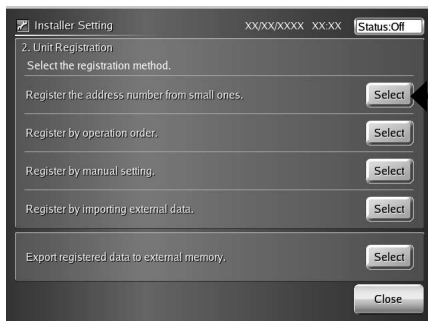 Installer Setting XX/XX/XXXX XX:XX Status:Off
2. Unit Registration
Select the registration method.
Register the address number from small ones. Select
Register by operation order. Select
Register by manual setting. Select
Register by importing external data. Select
Export registered data to external memory. Select
Close